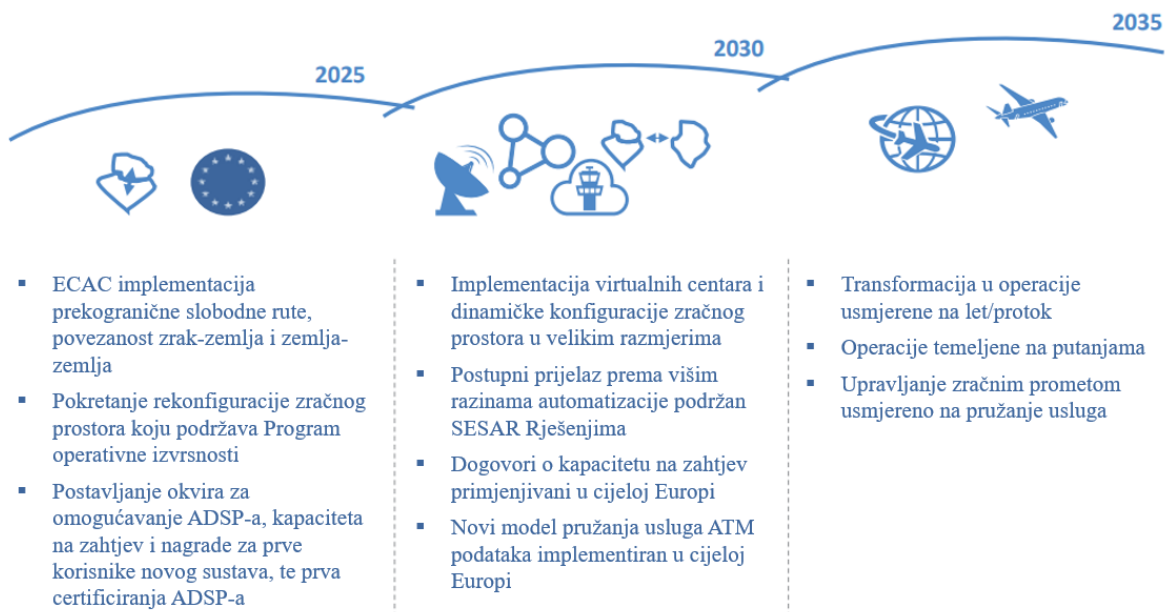 2025
2030
2035
▪ ECAC implementacija
prekogranične slobodne rute,
povezanost zrak-zemlja i zemlja-
zemlja
▪ Pokretanje rekonfiguracije zračnog
prostora koju podržava Program
operativne izvrsnosti
▪ Postavljanje okvira za
omogućavanje ADSP-a, kapaciteta
na zahtjev i nagrade za prve
korisnike novog sustava, te prva
certificiranja ADSP-a
▪ Implementacija virtualnih centara i
dinamičke konfiguracije zračnog
prostora u velikim razmjerima
▪ Postupni prijelaz prema višim
razinama automatizacije podržan
SESAR Rješenjima
▪ Dogovori o kapacitetu na zahtjev
primjenjivani u cijeloj Europi
▪ Novi model pružanja usluga ATM
podataka implementiran u cijeloj
Europi
▪ Transformacija u operacije
usmjerene na let/protok
▪ Operacije temeljene na putanjama
▪ Upravljanje zračnim prometom
usmjereno na pružanje usluga